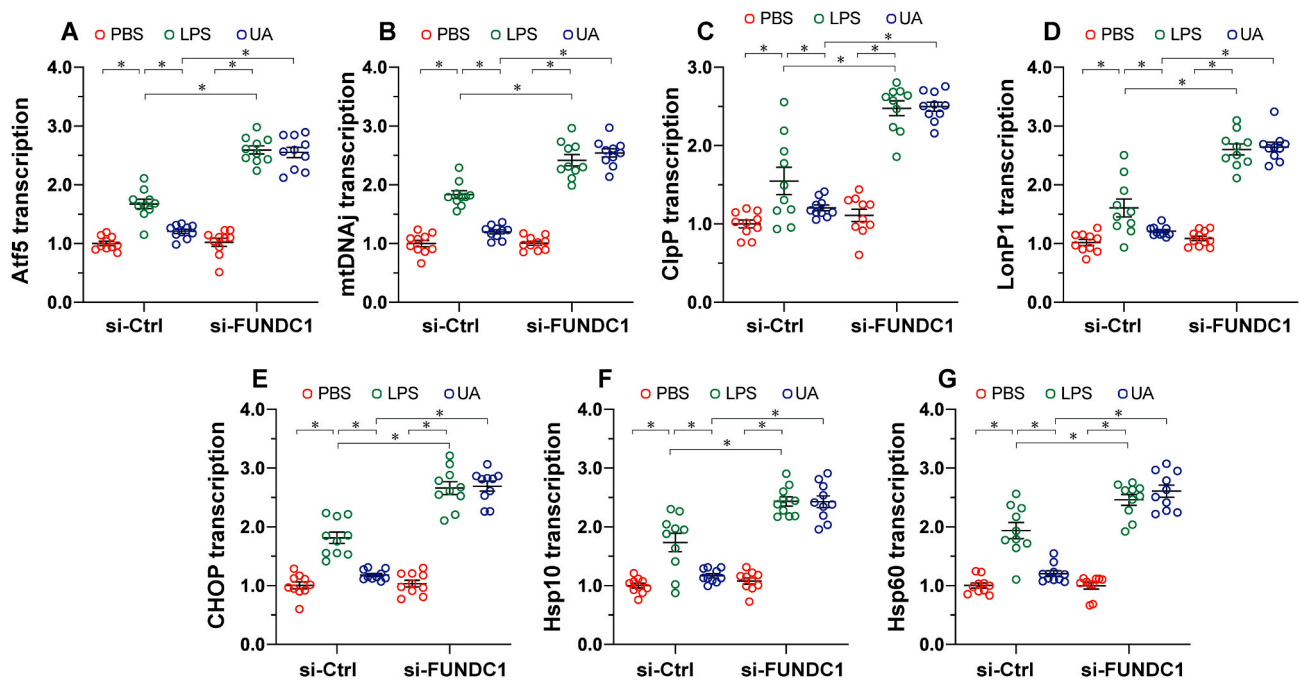 A
PBS LPS UA
* * * * *
*
Atf5 transcription
4.0
3.0
2.0
1.0
0.0
si-Ctrl si-FUNDC1
B
PBS LPS UA
* * * * *
*
mtDNAj transcription
4.0
3.0
2.0
1.0
0.0
si-Ctrl si-FUNDC1
C
PBS LPS UA
* * * * *
*
ClpP transcription
3.0
2.0
1.0
0.0
si-Ctrl si-FUNDC1
D
PBS LPS UA
* * * * *
*
LonP1 transcription
4.0
3.0
2.0
1.0
0.0
si-Ctrl si-FUNDC1
E
PBS LPS UA
* * * * *
*
CHOP transcription
4.0
3.0
2.0
1.0
0.0
si-Ctrl si-FUNDC1
F
PBS LPS UA
* * * * *
*
Hsp10 transcription
4.0
3.0
2.0
1.0
0.0
si-Ctrl si-FUNDC1
G
PBS LPS UA
* * * * *
*
Hsp60 transcription
4.0
3.0
2.0
1.0
0.0
si-Ctrl si-FUNDC1